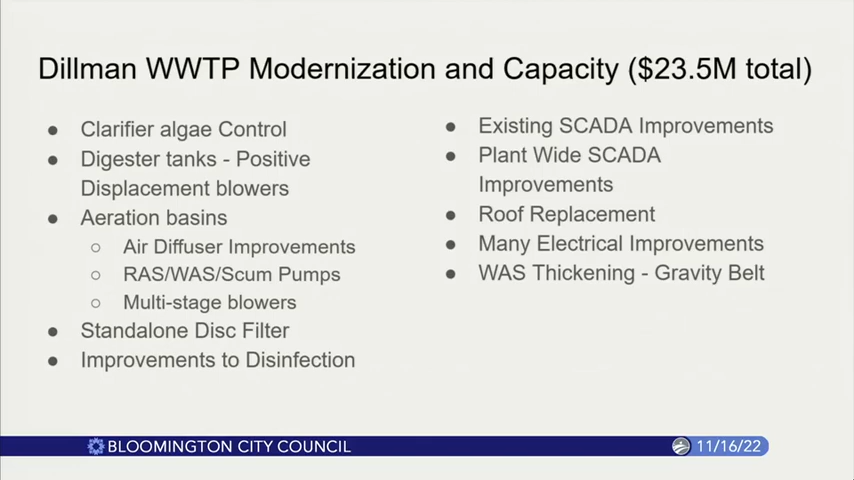 Dillman WWTP Modernization and Capacity ($23.5M total)
● Clarifier algae Control
● Digester tanks - Positive
Displacement blowers
● Aeration basins
○ Air Diffuser Improvements
○ RAS/WAS/Scum Pumps
○ Multi-stage blowers
● Standalone Disc Filter
● Improvements to Disinfection
● Existing SCADA Improvements
● Plant Wide SCADA
Improvements
● Roof Replacement
● Many Electrical Improvements
● WAS Thickening - Gravity Belt
BLOOMINGTON CITY COUNCIL
11/16/22